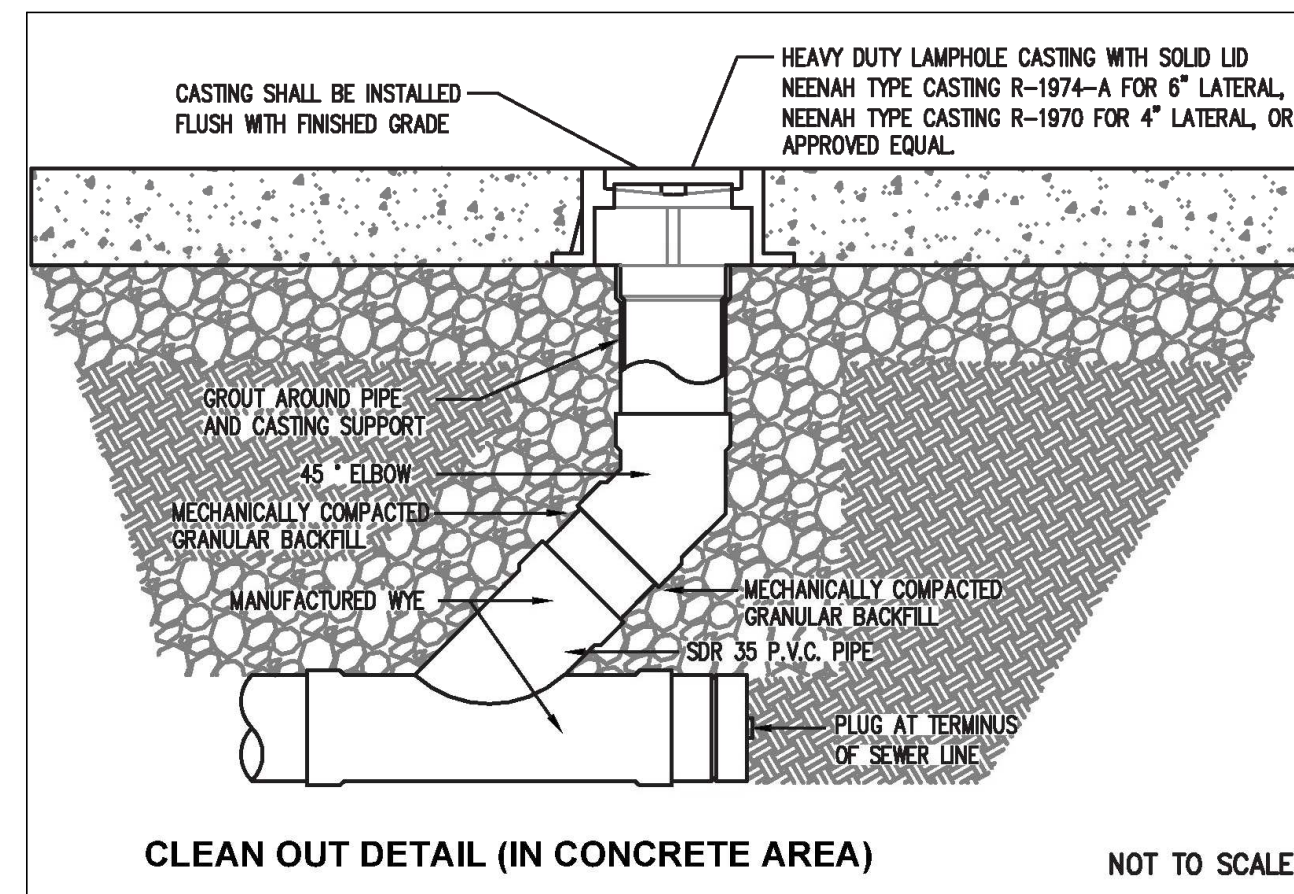 CASTING SHALL BE INSTALLED
FLUSH WITH FINISHED GRADE
HEAVY DUTY LAMPHOLE CASTING WITH SOLID LID
NEENAH TYPE CASTING R-1974-A FOR 6" LATERAL,
NEENAH TYPE CASTING R-1970 FOR 4" LATERAL, OR
APPROVED EQUAL.
GROUT AROUND PIPE
AND CASTING SUPPORT
45 ° ELBOW
MECHANICALLY COMPACTED
GRANULAR BACKFILL
MANUFACTURED WYE
MECHANICALLY COMPACTED
GRANULAR BACKFILL
SDR 35 P.V.C. PIPE
PLUG AT TERMINUS
OF SEWER LINE
CLEAN OUT DETAIL (IN CONCRETE AREA)
NOT TO SCALE